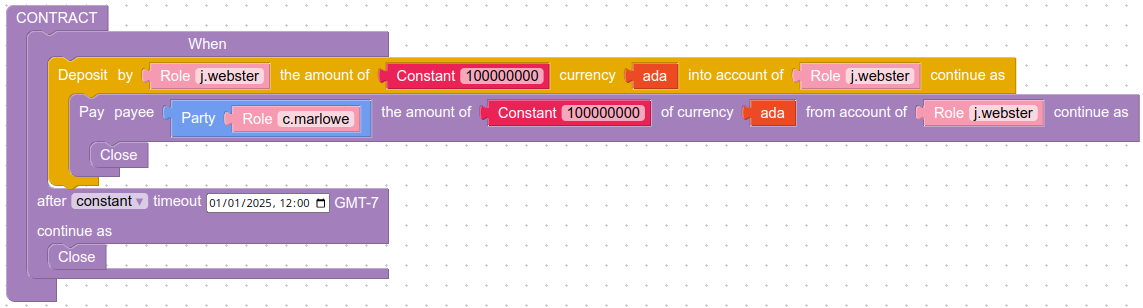 CONTRACT
When
Deposit by Role j.webster the amount of Constant 100000000 currency ada into account of Role j.webster continue as
Pay payee Party Role c.marlowe the amount of Constant 100000000 of currency ada from account of Role j.webster continue as
Close
after constant timeout 01/01/2025, 12:00 GMT-7
continue as
Close